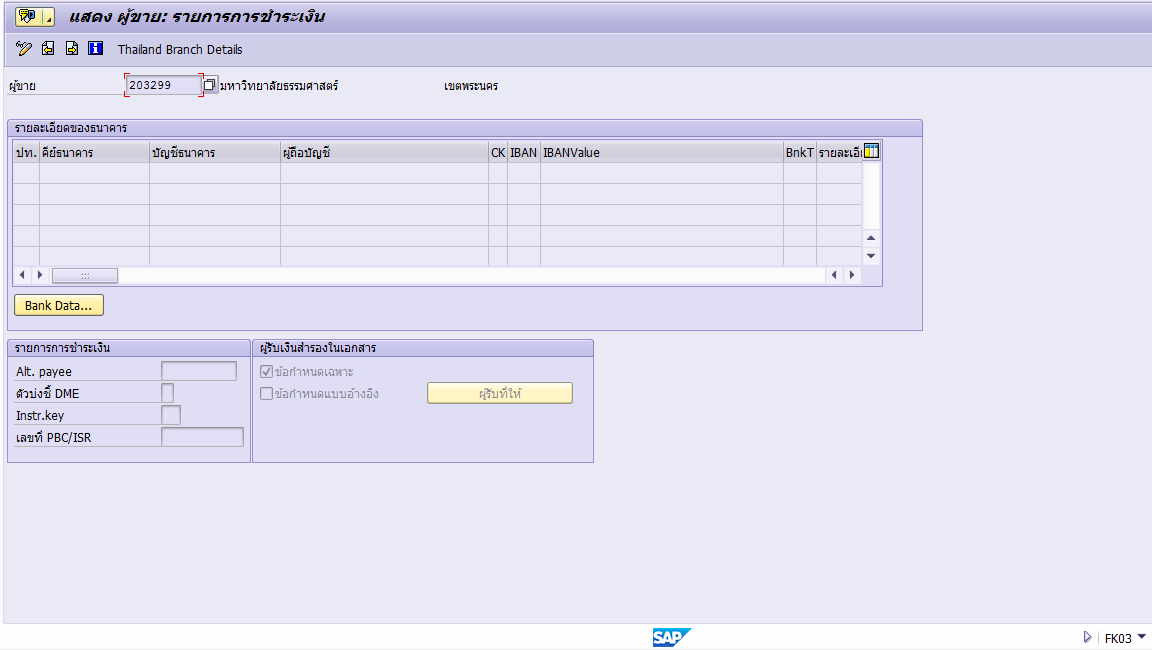 แสดง ผู้ขาย: รายการการชำระเงิน
Thailand Branch Details
ผู้ขาย 203299 มหาวิทยาลัยธรรมศาสตร์ เขตพระนคร
รายละเอียดของธนาคาร
ปท. คีย์ธนาคาร บัญชีธนาคาร ผู้ถือบัญชี CK IBAN IBANValue BnkT รายละเอีย
Bank Data...
รายการการชำระเงิน
Alt. payee
ตัวบ่งชี้ DME
Instr.key
เลขที่ PBC/ISR
ผู้รับเงินสำรองในเอกสาร
ข้อกำหนดเฉพาะ
ข้อกำหนดแบบอ้างอิง
ผู้รับที่ให้
SAP
FK03